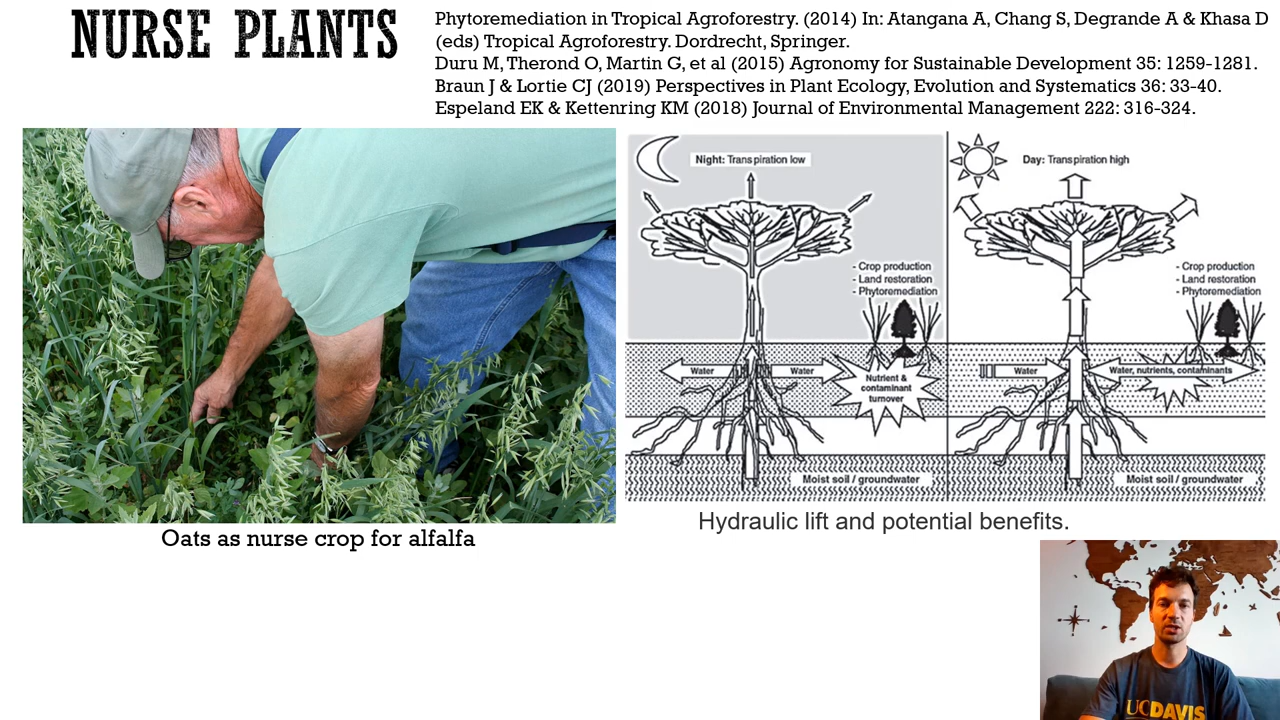 NURSE PLANTS
Phytoremediation in Tropical Agroforestry. (2014) In: Atangana A, Chang S, Degrande A & Khasa D
(eds) Tropical Agroforestry. Dordrecht, Springer.
Duru M, Therond O, Martin G, et al (2015) Agronomy for Sustainable Development 35: 1259-1281.
Braun J & Lortie CJ (2019) Perspectives in Plant Ecology, Evolution and Systematics 36: 33-40.
Espeland EK & Kettenring KM (2018) Journal of Environmental Management 222: 316-324.
Night: Transpiration low
- Crop production
- Land restoration
- Phytoremediation
Water
Water
Nutrient &
contaminant
turnover
Moist soil / groundwater
Day: Transpiration high
- Crop production
- Land restoration
- Phytoremediation
Water
Water, nutrients, contaminants
Moist soil / groundwater
Oats as nurse crop for alfalfa
Hydraulic lift and potential benefits.
UCDAVIS